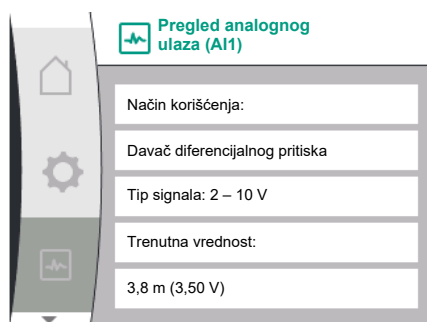 Pregled analognog
ulaza (AI1)
Način korišćenja:
Davač diferencijalnog pritiska
Tip signala: 2 – 10 V
Trenutna vrednost:
3,8 m (3,50 V)